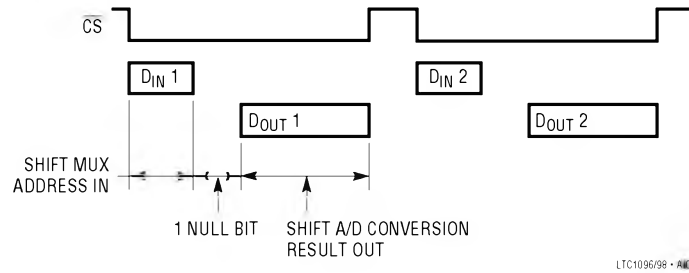 CS
DIN 1
DIN 2
DOUT 1
DOUT 2
SHIFT MUX
ADDRESS IN
1 NULL BIT
SHIFT A/D CONVERSION
RESULT OUT
LTC1096/98 •